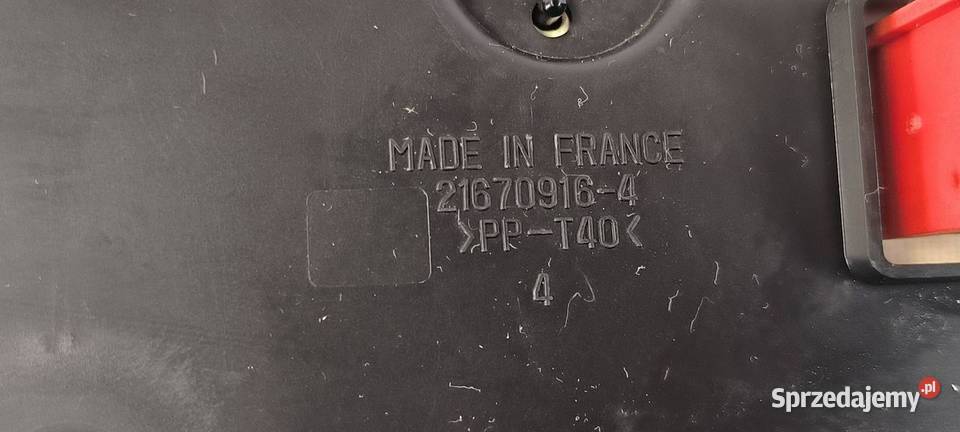 MADE IN FRANCE
21670916-4
>PP-T40<
4
Sprzedajemy.pl